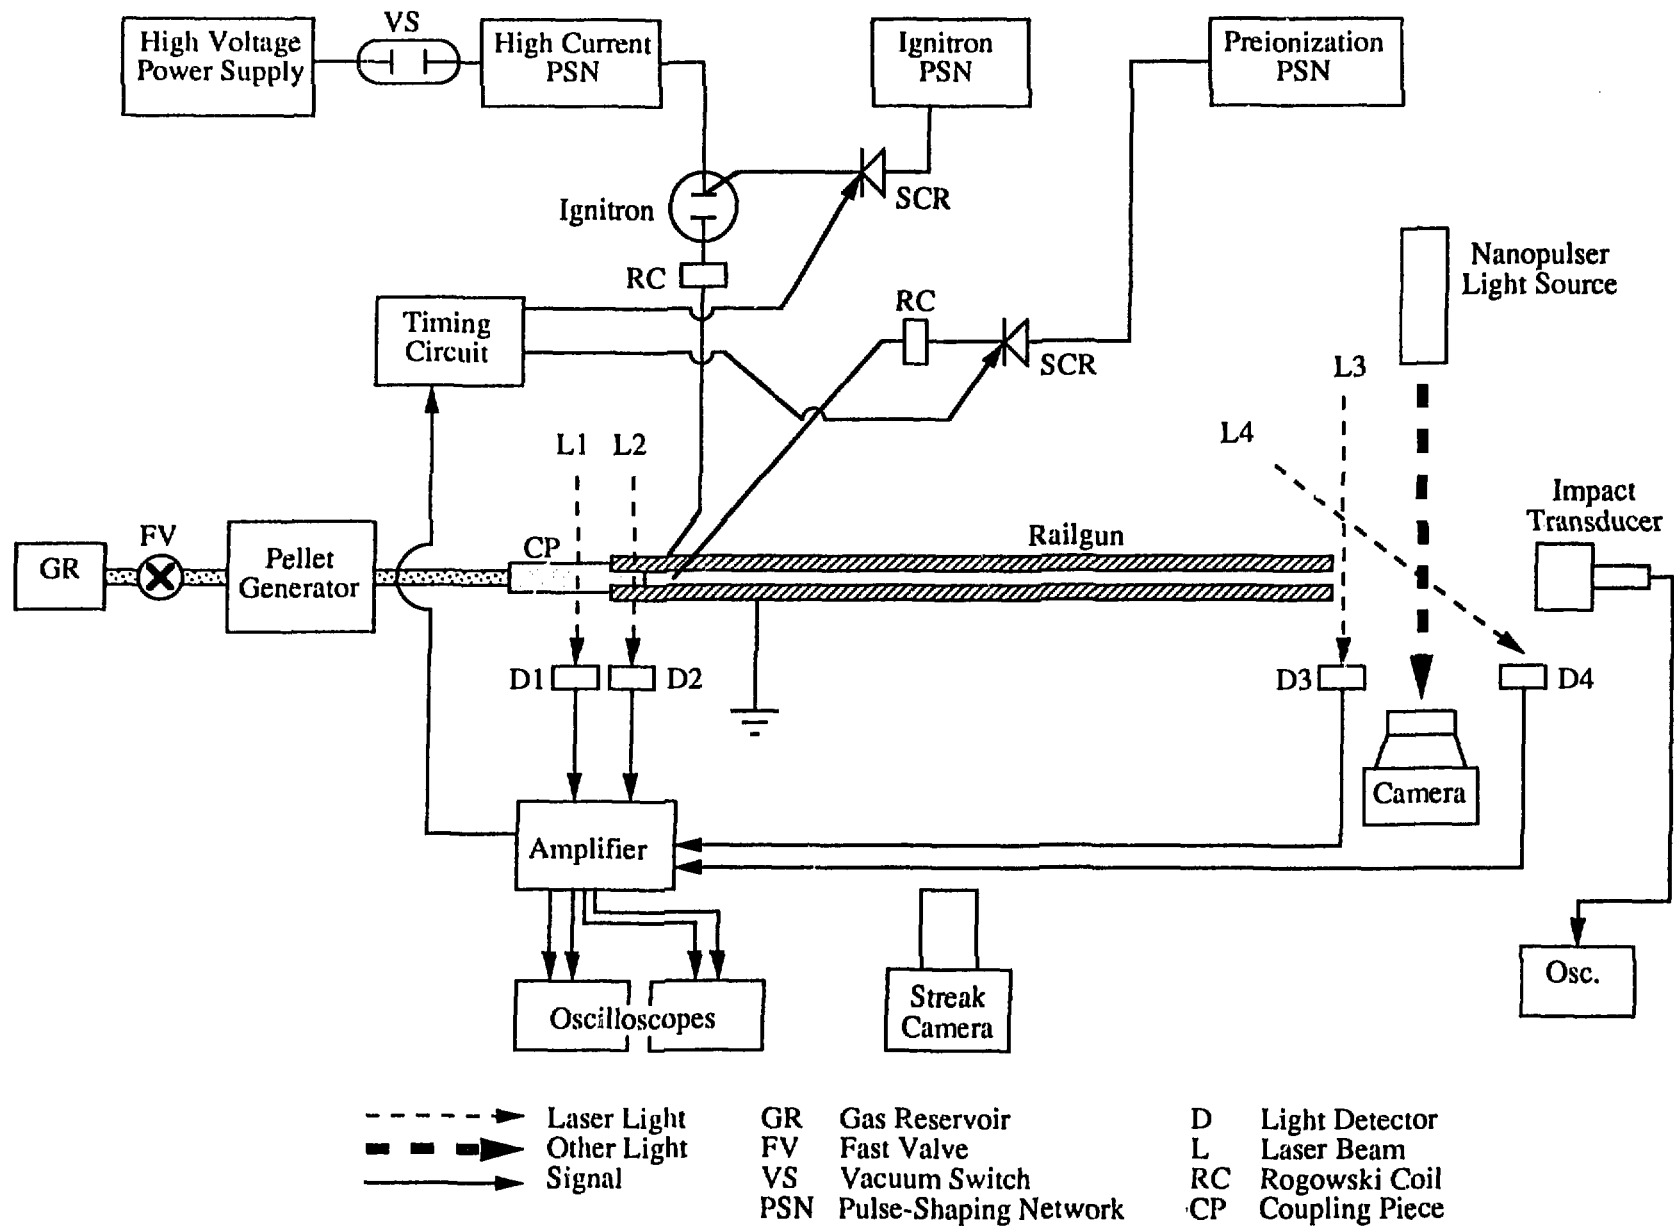 VS
High Voltage
Power Supply
High Current
PSN
Ignitron
PSN
Preionization
PSN
SCR
Ignitron
RC
Nanopulser
Light Source
RC
Timing
Circuit
SCR
L3
L4
L1 L2
Impact
Transducer
FV
CP
Railgun
GR
Pellet
Generator
D1
D2
D3
D4
Camera
Amplifier
Osc.
Streak
Camera
Oscilloscopes
Laser Light
Other Light
Signal
GR Gas Reservoir
FV Fast Valve
VS Vacuum Switch
PSN Pulse-Shaping Network
D Light Detector
L Laser Beam
RC Rogowski Coil
CP Coupling Piece